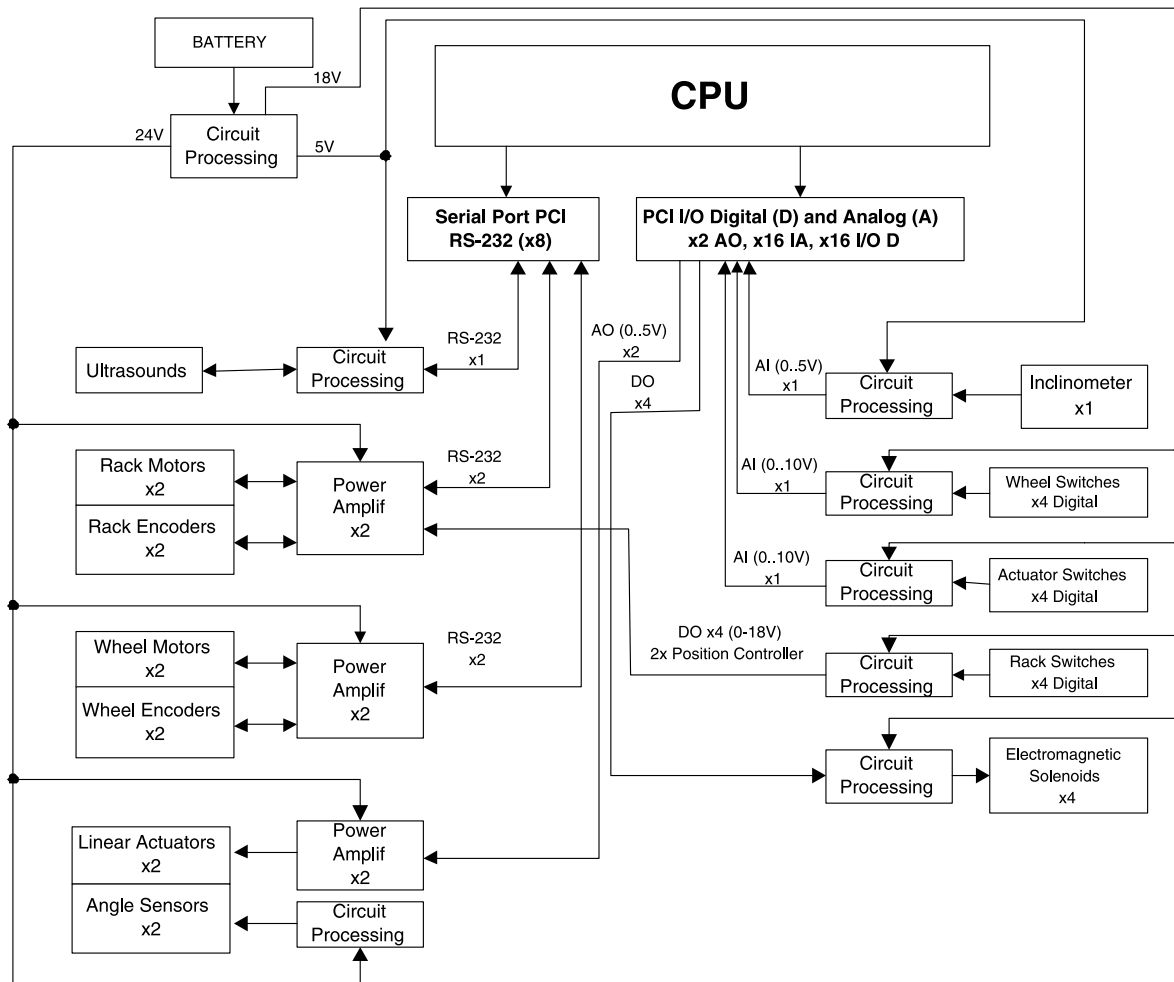 BATTERY
18V
CPU
24V
Circuit
Processing
5V
Serial Port PCI
RS-232 (x8)
PCI I/O Digital (D) and Analog (A)
x2 AO, x16 IA, x16 I/O D
Ultrasounds
Circuit
Processing
RS-232
x1
AO (0..5V)
x2
DO
x4
AI (0..5V)
x1
Circuit
Processing
Inclinometer
x1
Rack Motors
x2
Rack Encoders
x2
Power
Amplif
x2
RS-232
x2
AI (0..10V)
x1
Circuit
Processing
Wheel Switches
x4 Digital
AI (0..10V)
x1
Circuit
Processing
Actuator Switches
x4 Digital
Wheel Motors
x2
Wheel Encoders
x2
Power
Amplif
x2
RS-232
x2
DO x4 (0-18V)
2x Position Controller
Circuit
Processing
Rack Switches
x4 Digital
Circuit
Processing
Electromagnetic
Solenoids
x4
Linear Actuators
x2
Angle Sensors
x2
Power
Amplif
x2
Circuit
Processing